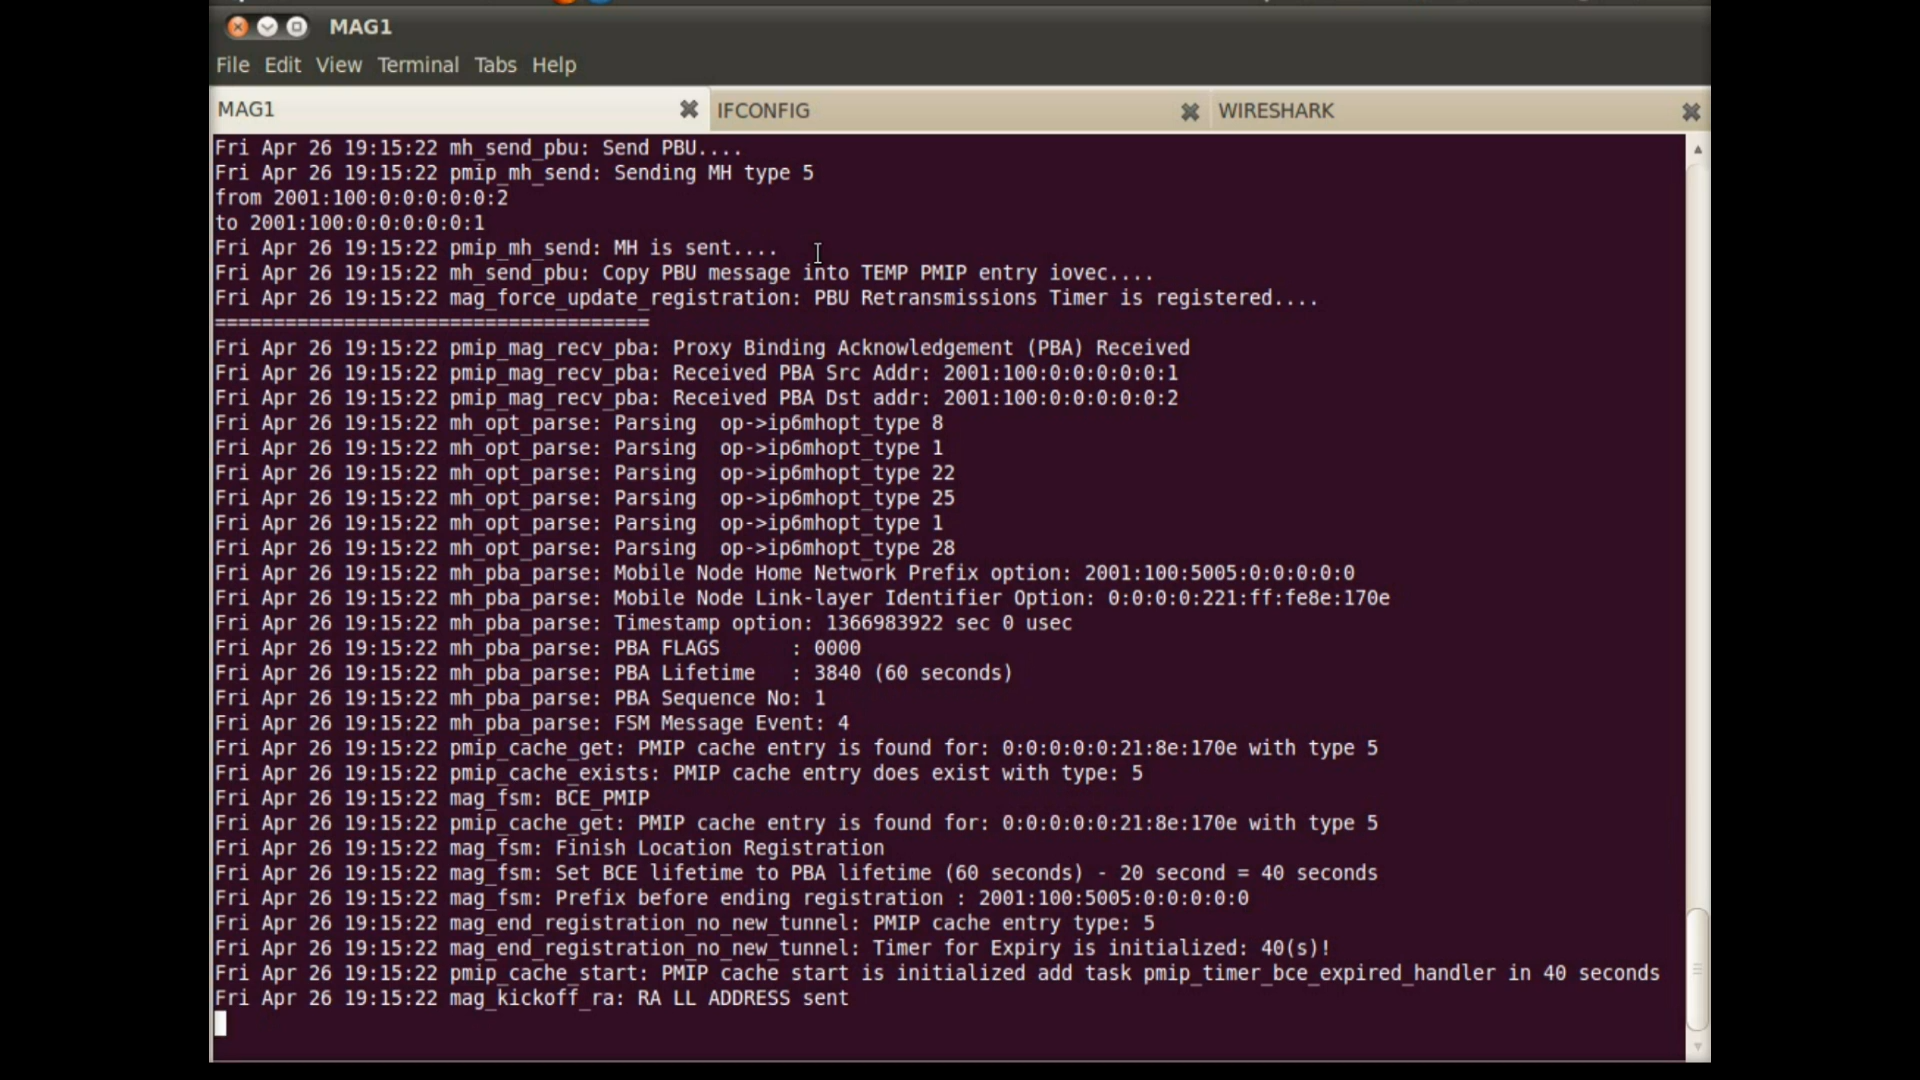 MAG1
File Edit View Terminal Tabs Help
MAG1 IFCONFIG WIRESHARK
Fri Apr 26 19:15:22 mh_send_pbu: Send PBU....
Fri Apr 26 19:15:22 pmip_mh_send: Sending MH type 5
from 2001:100:0:0:0:0:0:2
to 2001:100:0:0:0:0:0:1
Fri Apr 26 19:15:22 pmip_mh_send: MH is sent....
Fri Apr 26 19:15:22 mh_send_pbu: Copy PBU message into TEMP PMIP entry iovec....
Fri Apr 26 19:15:22 mag_force_update_registration: PBU Retransmissions Timer is registered....
=====================================
Fri Apr 26 19:15:22 pmip_mag_recv_pba: Proxy Binding Acknowledgement (PBA) Received
Fri Apr 26 19:15:22 pmip_mag_recv_pba: Received PBA Src Addr: 2001:100:0:0:0:0:0:1
Fri Apr 26 19:15:22 pmip_mag_recv_pba: Received PBA Dst addr: 2001:100:0:0:0:0:0:2
Fri Apr 26 19:15:22 mh_opt_parse: Parsing  op->ip6mhopt_type 8
Fri Apr 26 19:15:22 mh_opt_parse: Parsing  op->ip6mhopt_type 1
Fri Apr 26 19:15:22 mh_opt_parse: Parsing  op->ip6mhopt_type 22
Fri Apr 26 19:15:22 mh_opt_parse: Parsing  op->ip6mhopt_type 25
Fri Apr 26 19:15:22 mh_opt_parse: Parsing  op->ip6mhopt_type 1
Fri Apr 26 19:15:22 mh_opt_parse: Parsing  op->ip6mhopt_type 28
Fri Apr 26 19:15:22 mh_pba_parse: Mobile Node Home Network Prefix option: 2001:100:5005:0:0:0:0:0
Fri Apr 26 19:15:22 mh_pba_parse: Mobile Node Link-layer Identifier Option: 0:0:0:0:221:ff:fe8e:170e
Fri Apr 26 19:15:22 mh_pba_parse: Timestamp option: 1366983922 sec 0 usec
Fri Apr 26 19:15:22 mh_pba_parse: PBA FLAGS      : 0000
Fri Apr 26 19:15:22 mh_pba_parse: PBA Lifetime   : 3840 (60 seconds)
Fri Apr 26 19:15:22 mh_pba_parse: PBA Sequence No: 1
Fri Apr 26 19:15:22 mh_pba_parse: FSM Message Event: 4
Fri Apr 26 19:15:22 pmip_cache_get: PMIP cache entry is found for: 0:0:0:0:0:21:8e:170e with type 5
Fri Apr 26 19:15:22 pmip_cache_exists: PMIP cache entry does exist with type: 5
Fri Apr 26 19:15:22 mag_fsm: BCE_PMIP
Fri Apr 26 19:15:22 pmip_cache_get: PMIP cache entry is found for: 0:0:0:0:0:21:8e:170e with type 5
Fri Apr 26 19:15:22 mag_fsm: Finish Location Registration
Fri Apr 26 19:15:22 mag_fsm: Set BCE lifetime to PBA lifetime (60 seconds) - 20 second = 40 seconds
Fri Apr 26 19:15:22 mag_fsm: Prefix before ending registration : 2001:100:5005:0:0:0:0:0
Fri Apr 26 19:15:22 mag_end_registration_no_new_tunnel: PMIP cache entry type: 5
Fri Apr 26 19:15:22 mag_end_registration_no_new_tunnel: Timer for Expiry is initialized: 40(s)!
Fri Apr 26 19:15:22 pmip_cache_start: PMIP cache start is initialized add task pmip_timer_bce_expired_handler in 40 seconds
Fri Apr 26 19:15:22 mag_kickoff_ra: RA LL ADDRESS sent